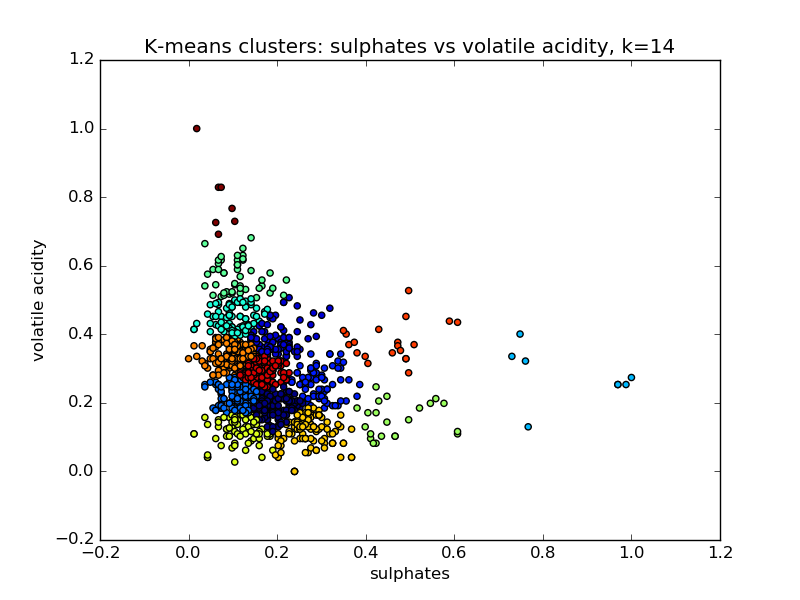 K-means clusters: sulphates vs volatile acidity, k=14
1.2
1.0
0.8
0.6
0.4
0.2
0.0
−0.2
volatile acidity
−0.2 0.0 0.2 0.4 0.6 0.8 1.0 1.2
sulphates